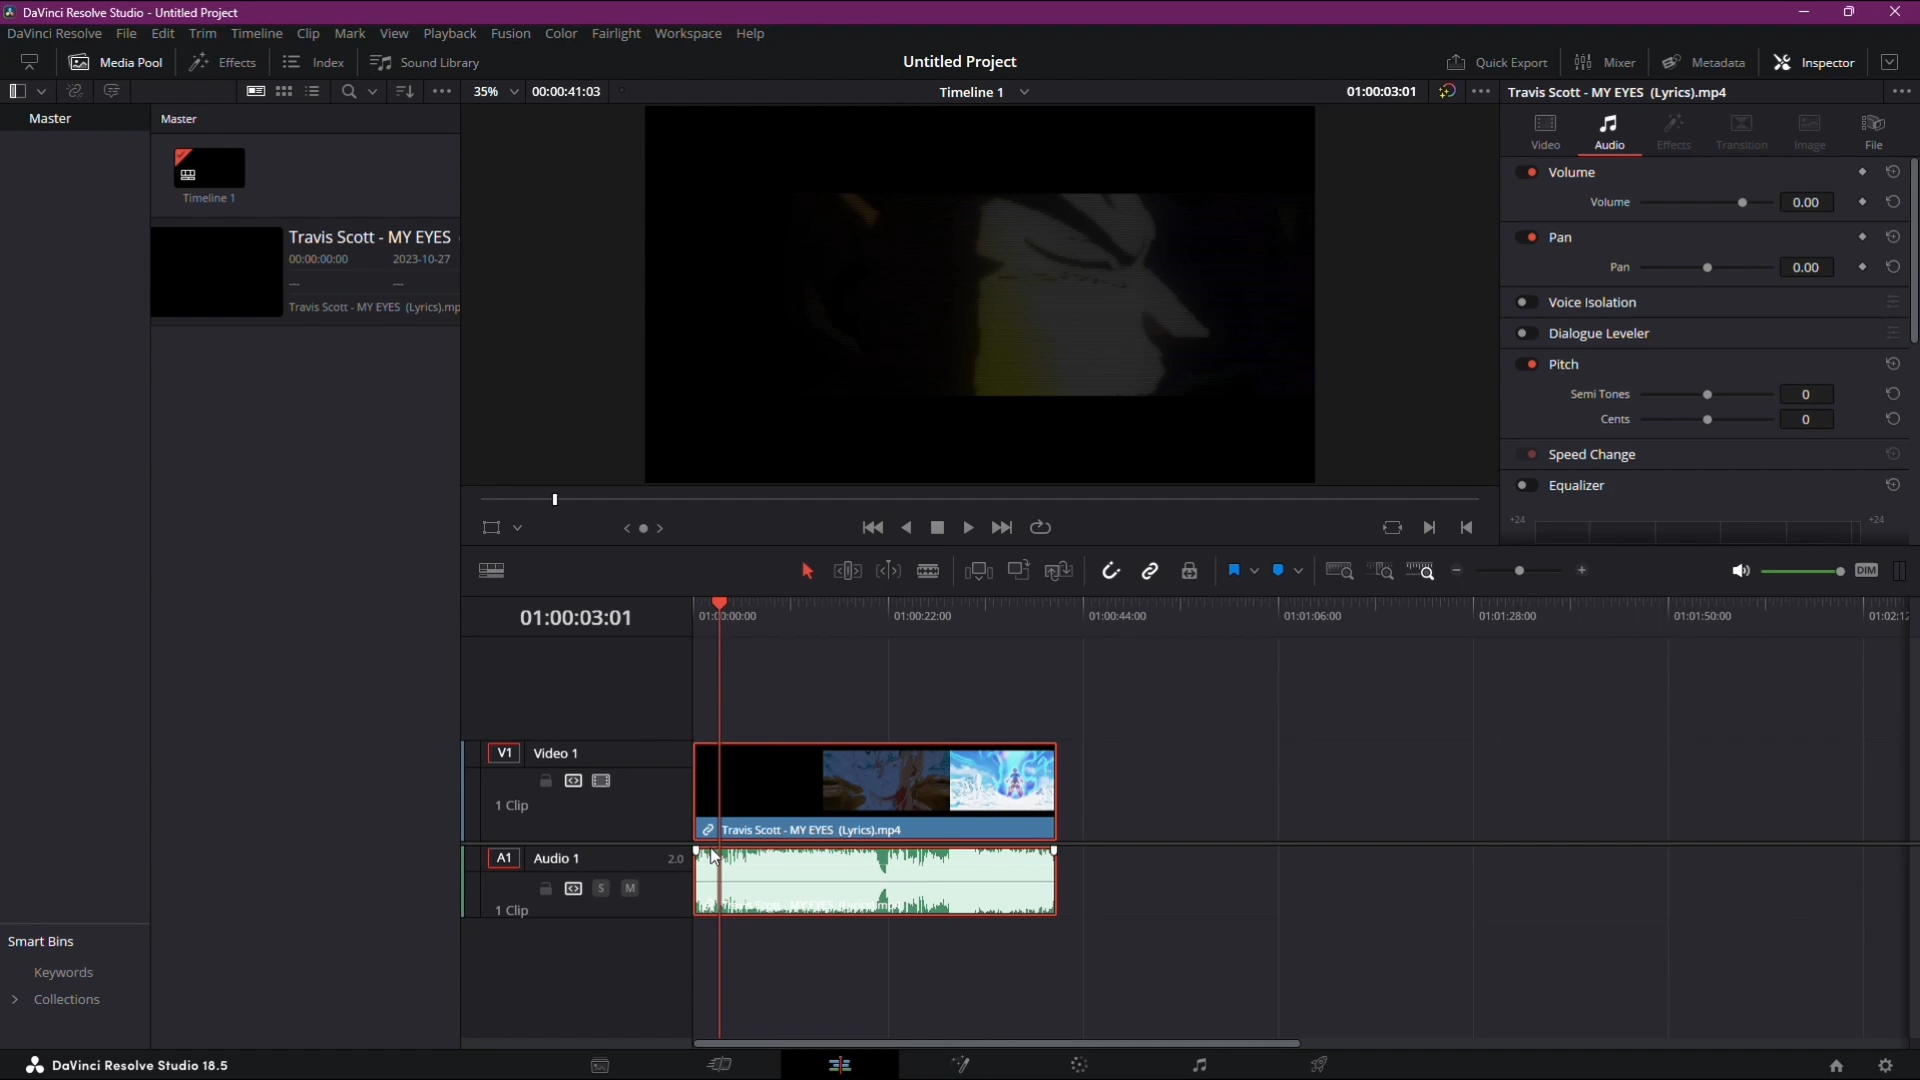 DaVinci Resolve Studio - Untitled Project
DaVinci Resolve File Edit Trim Timeline Clip Mark View Playback Fusion Color Fairlight Workspace Help
Media Pool Effects Index Sound Library Untitled Project Quick Export Mixer Metadata Inspector
35% 00:00:41:03 Timeline 1 01:00:03:01 Travis Scott - MY EYES (Lyrics).mp4
Master Master
Video Audio Effects Transition Image File
Timeline 1
Travis Scott - MY EYES
00:00:00:00 2023-10-27
Travis Scott - MY EYES (Lyrics).mp
Volume
Volume 0.00
Pan
Pan 0.00
Voice Isolation
Dialogue Leveler
Pitch
Semi Tones 0
Cents 0
Speed Change
Equalizer
+24 +24
DIM
01:00:03:01 01:00:00:00 01:00:22:00 01:00:44:00 01:01:06:00 01:01:28:00 01:01:50:00 01:02:12
V1 Video 1
1 Clip
Travis Scott - MY EYES (Lyrics).mp4
A1 Audio 1 2.0
S M
1 Clip
Smart Bins
Keywords
Collections
DaVinci Resolve Studio 18.5